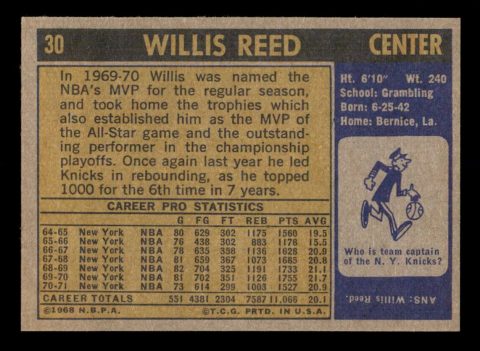 30 WILLIS REED CENTER
In 1969-70 Willis was named the
NBA's MVP for the regular season,
and took home the trophies which
also established him as the MVP of
the All-Star game and the outstand-
ing performer in the championship
playoffs. Once again last year he led
Knicks in rebounding, as he topped
1000 for the 6th time in 7 years.
Ht. 6'10" Wt. 240
School: Grambling
Born: 6-25-42
Home: Bernice, La.
CAREER PRO STATISTICS
G FG FT REB PTS AVG
64-65 New York NBA 80 629 302 1175 1560 19.5
65-66 New York NBA 76 438 302 883 1178 15.5
66-67 New York NBA 78 635 358 1136 1628 20.9
67-68 New York NBA 81 659 367 1073 1685 20.8
68-69 New York NBA 82 704 325 1191 1733 21.1
69-70 New York NBA 81 702 351 1126 1755 21.7
70-71 New York NBA 73 614 299 1003 1527 20.9
CAREER TOTALS 551 4381 2304 7587 11,066 20.1
©1968 N.B.P.A. ©T.C.G. PRTD. IN U.S.A.
Who is team captain
of the N. Y. Knicks?
ANS: Willis Reed.